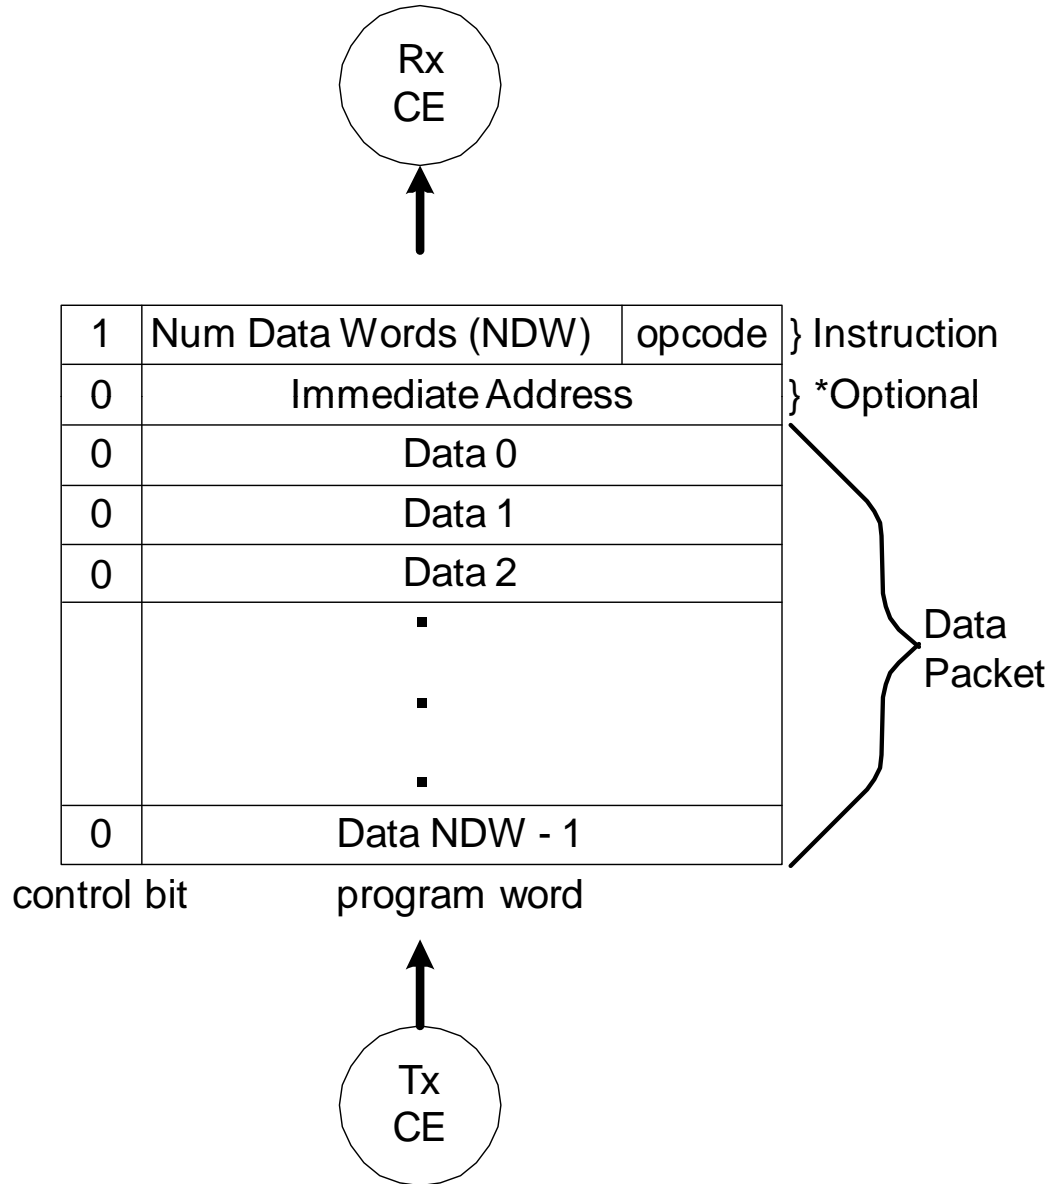 Rx
CE
1 Num Data Words (NDW) opcode } Instruction
0 Immediate Address } *Optional
0 Data 0
0 Data 1
0 Data 2
Data
Packet
0 Data NDW - 1
control bit program word
Tx
CE